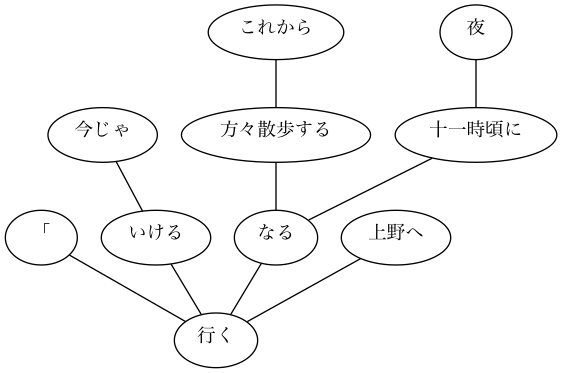 これから
夜
今じゃ
方々散歩する
十一時頃に
「
いける
なる
上野へ
行く